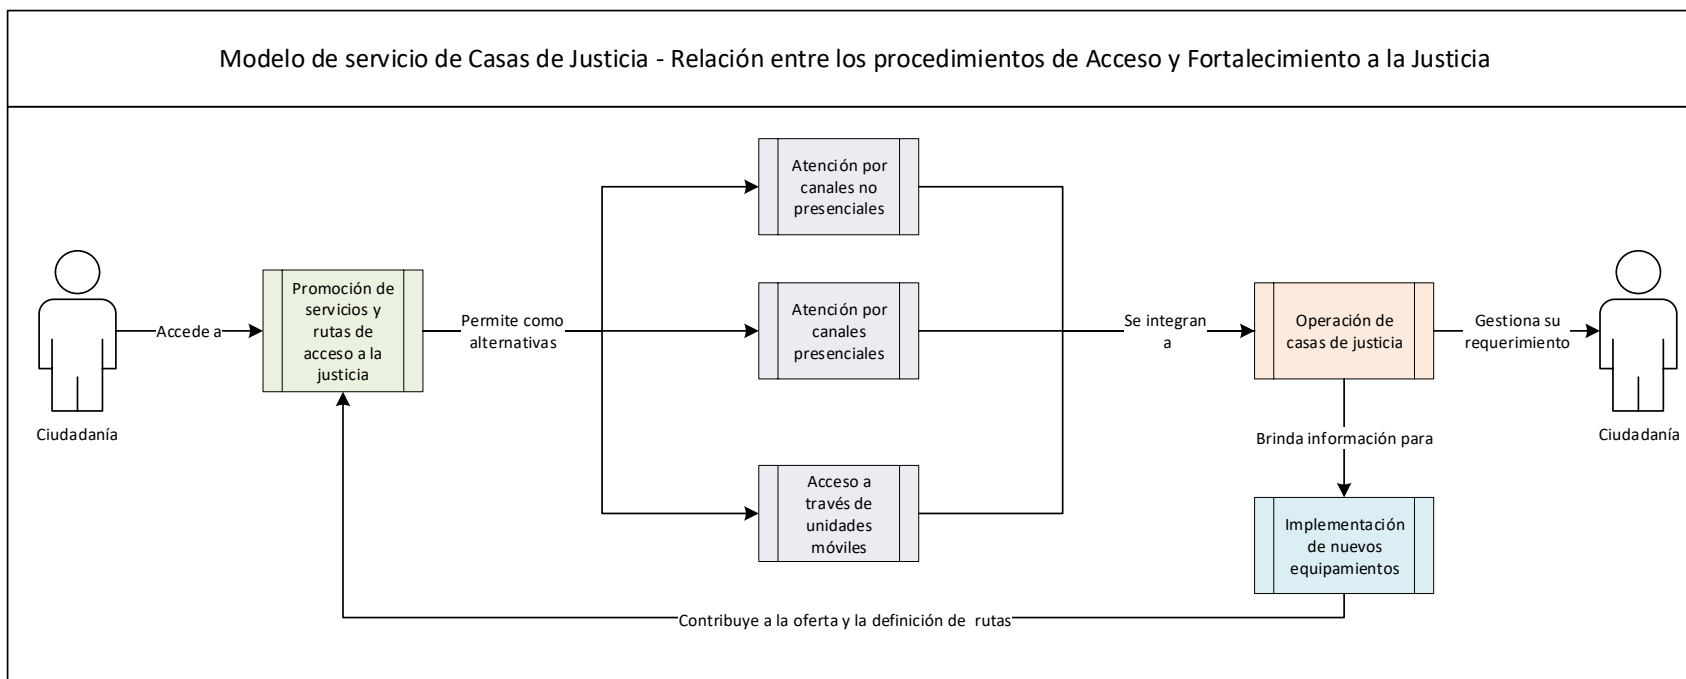 Modelo de servicio de Casas de Justicia - Relación entre los procedimientos de Acceso y Fortalecimiento a la Justicia
Ciudadanía
Accede a
Promoción de
servicios y
rutas de
acceso a la
justicia
Permite como
alternativas
Atención por
canales no
presenciales
Atención por
canales
presenciales
Acceso a
través de
unidades
móviles
Se integran
a
Operación de
casas de justicia
Gestiona su
requerimiento
Ciudadanía
Brinda información para
Implementación
de nuevos
equipamientos
Contribuye a la oferta y la definición de rutas